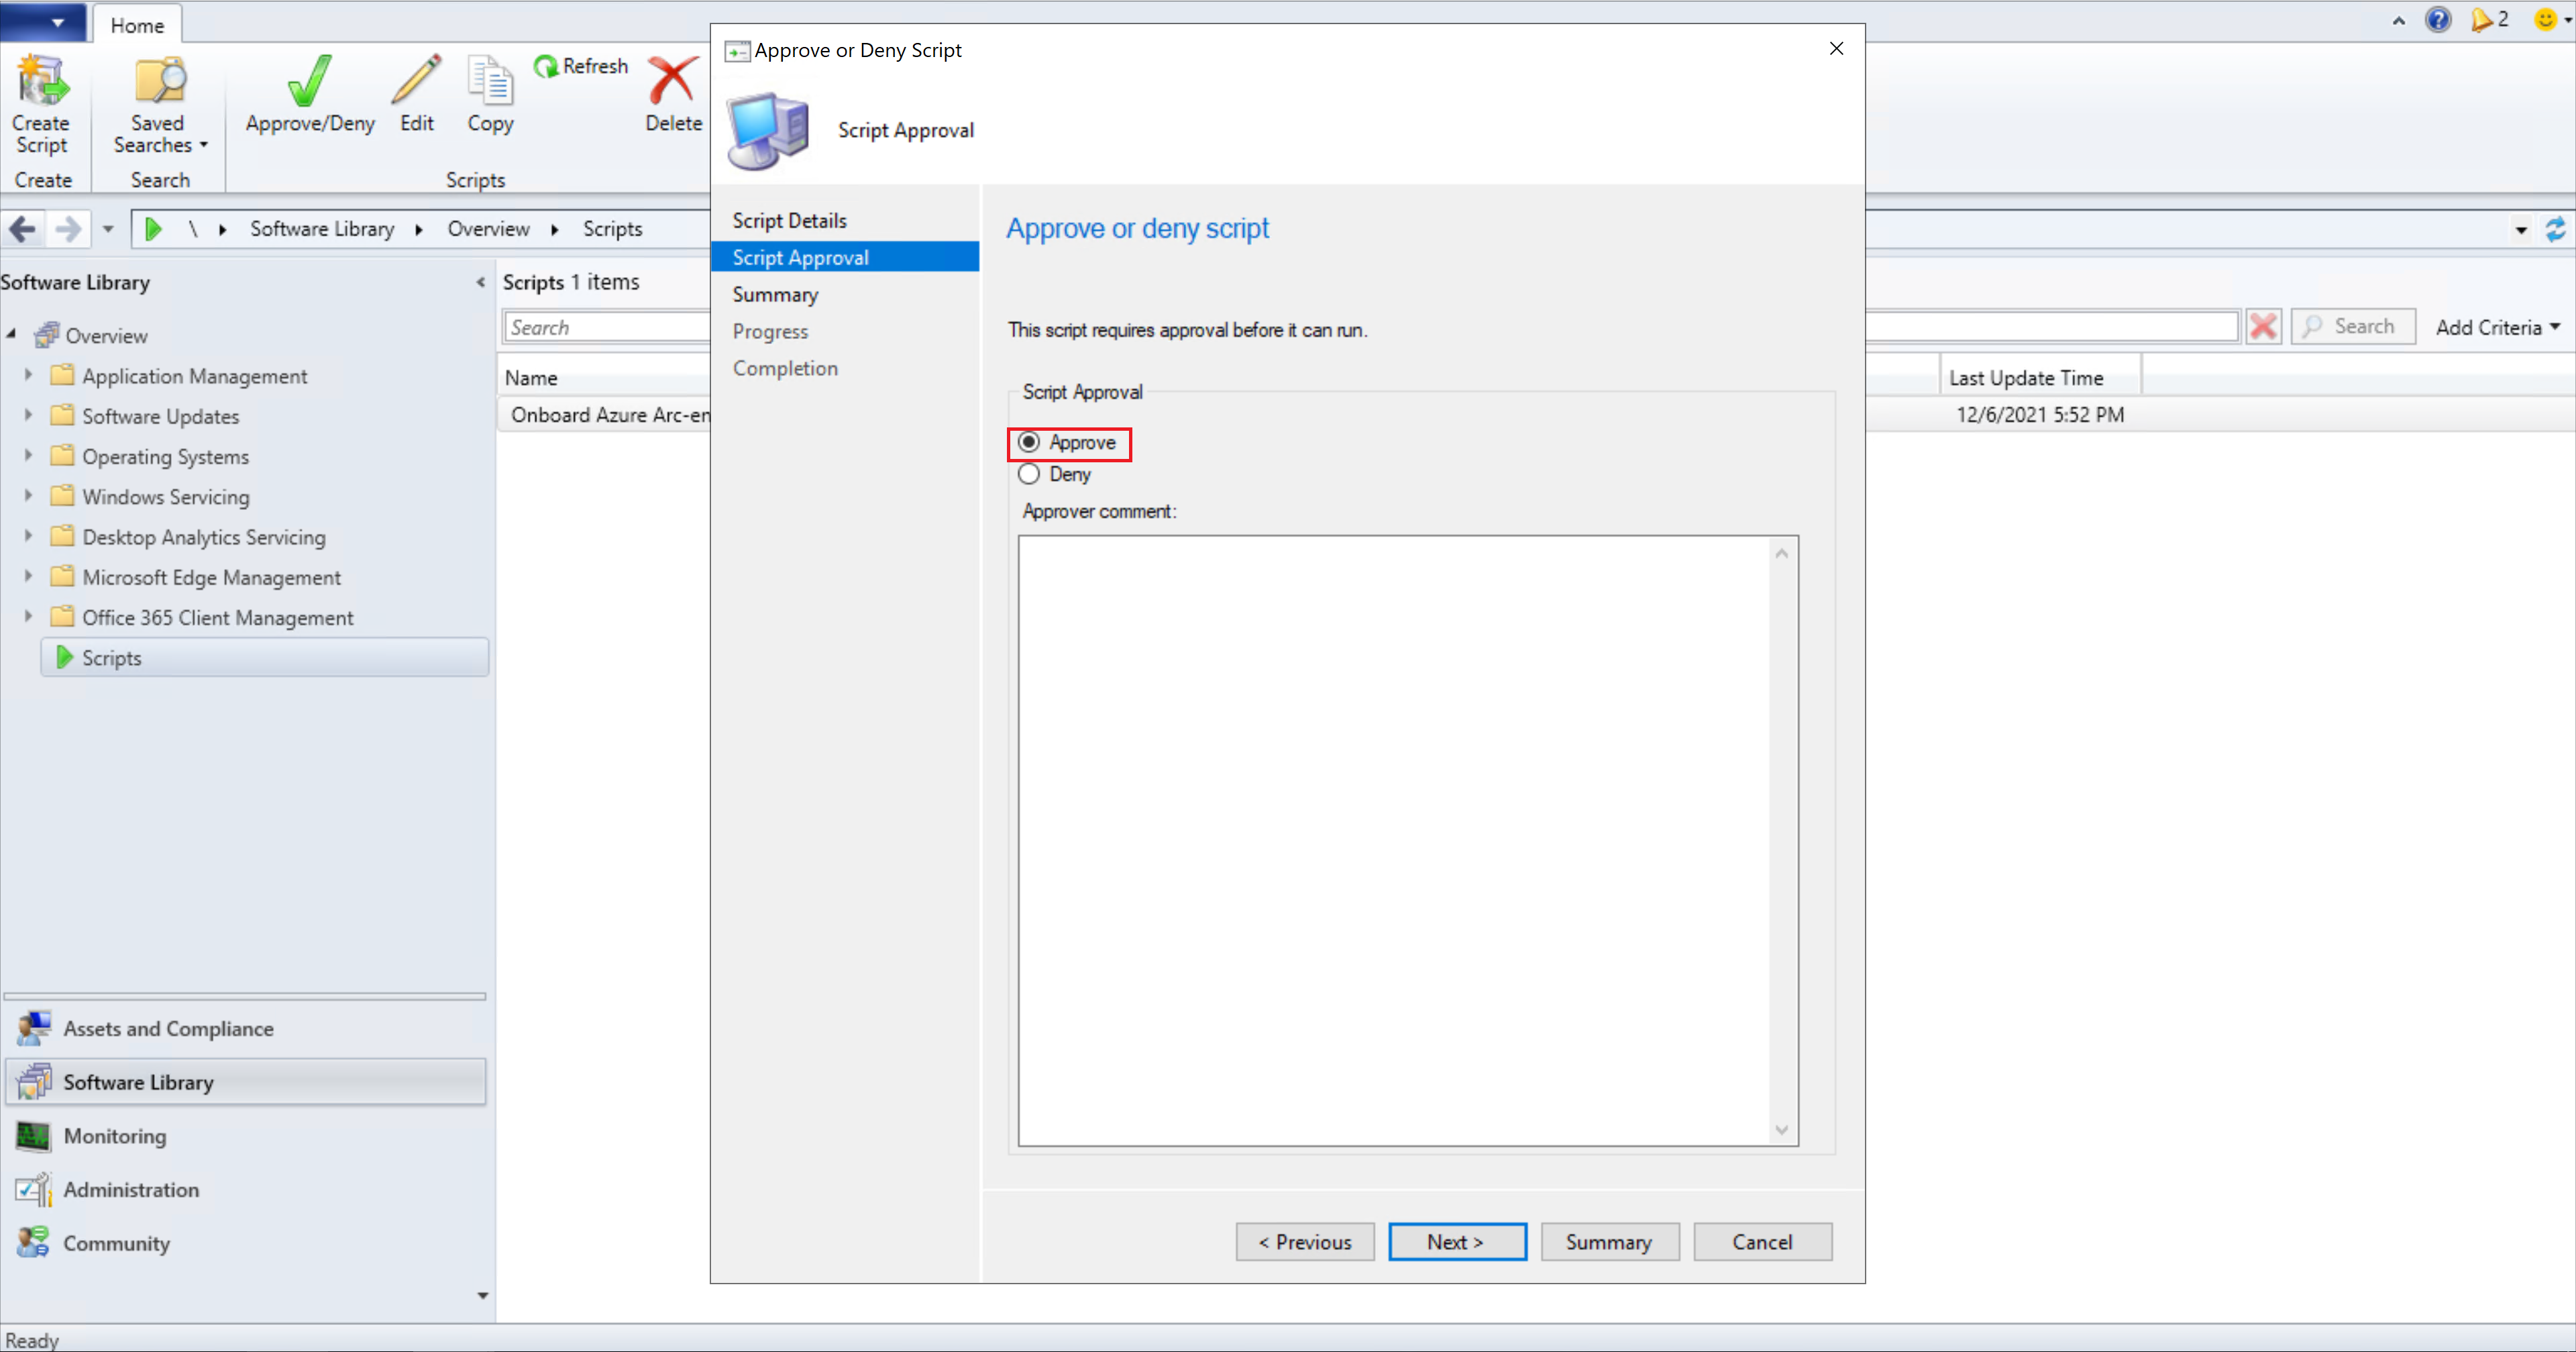 Home
2
Create Script
Saved Searches
Approve/Deny
Edit
Copy
Refresh
Delete
Create
Search
Scripts
\ Software Library Overview Scripts
Software Library
Overview
Application Management
Software Updates
Operating Systems
Windows Servicing
Desktop Analytics Servicing
Microsoft Edge Management
Office 365 Client Management
Scripts
Assets and Compliance
Software Library
Monitoring
Administration
Community
Ready
Scripts 1 items
Search
Name
Onboard Azure Arc-en
Approve or Deny Script
Script Approval
Script Details
Script Approval
Summary
Progress
Completion
Approve or deny script
This script requires approval before it can run.
Script Approval
Approve
Deny
Approver comment:
< Previous
Next >
Summary
Cancel
Search
Add Criteria
Last Update Time
12/6/2021 5:52 PM